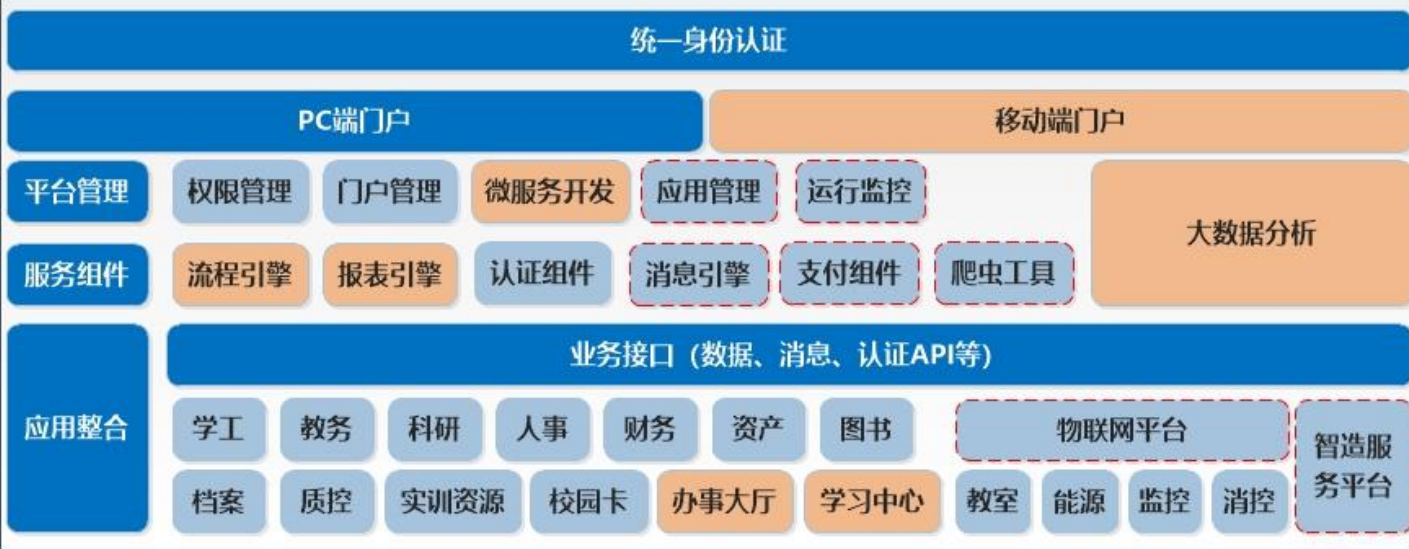 统一身份认证
PC端门户
移动端门户
平台管理
权限管理
门户管理
微服务开发
应用管理
运行监控
大数据分析
服务组件
流程引擎
报表引擎
认证组件
消息引擎
支付组件
爬虫工具
应用整合
业务接口（数据、消息、认证API等）
学工
教务
科研
人事
财务
资产
图书
物联网平台
智造服
务平台
档案
质控
实训资源
校园卡
办事大厅
学习中心
教室
能源
监控
消控